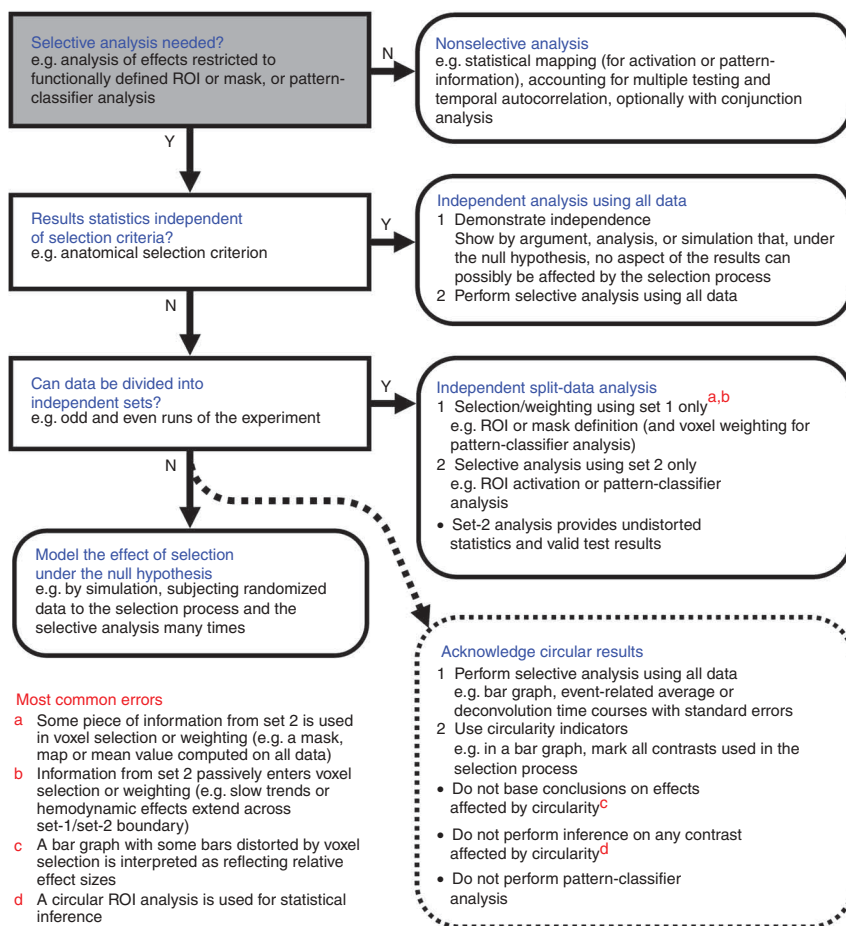 Selective analysis needed?
e.g. analysis of effects restricted to
functionally defined ROI or mask, or pattern-
classifier analysis
N
Nonselective analysis
e.g. statistical mapping (for activation or pattern-
information), accounting for multiple testing and
temporal autocorrelation, optionally with conjunction
analysis
Y
Results statistics independent
of selection criteria?
e.g. anatomical selection criterion
Y
Independent analysis using all data
1 Demonstrate independence
Show by argument, analysis, or simulation that, under
the null hypothesis, no aspect of the results can
possibly be affected by the selection process
2 Perform selective analysis using all data
N
Can data be divided into
independent sets?
e.g. odd and even runs of the experiment
Y
Independent split-data analysis
1 Selection/weighting using set 1 only a,b
e.g. ROI or mask definition (and voxel weighting for
pattern-classifier analysis)
2 Selective analysis using set 2 only
e.g. ROI activation or pattern-classifier
analysis
• Set-2 analysis provides undistorted
statistics and valid test results
N
Model the effect of selection
under the null hypothesis
e.g. by simulation, subjecting randomized
data to the selection process and the
selective analysis many times
Acknowledge circular results
1 Perform selective analysis using all data
e.g. bar graph, event-related average or
deconvolution time courses with standard errors
2 Use circularity indicators
e.g. in a bar graph, mark all contrasts used in the
selection process
• Do not base conclusions on effects
affected by circularity c
• Do not perform inference on any contrast
affected by circularity d
• Do not perform pattern-classifier
analysis
Most common errors
a Some piece of information from set 2 is used
in voxel selection or weighting (e.g. a mask,
map or mean value computed on all data)
b Information from set 2 passively enters voxel
selection or weighting (e.g. slow trends or
hemodynamic effects extend across
set-1/set-2 boundary)
c A bar graph with some bars distorted by voxel
selection is interpreted as reflecting relative
effect sizes
d A circular ROI analysis is used for statistical
inference